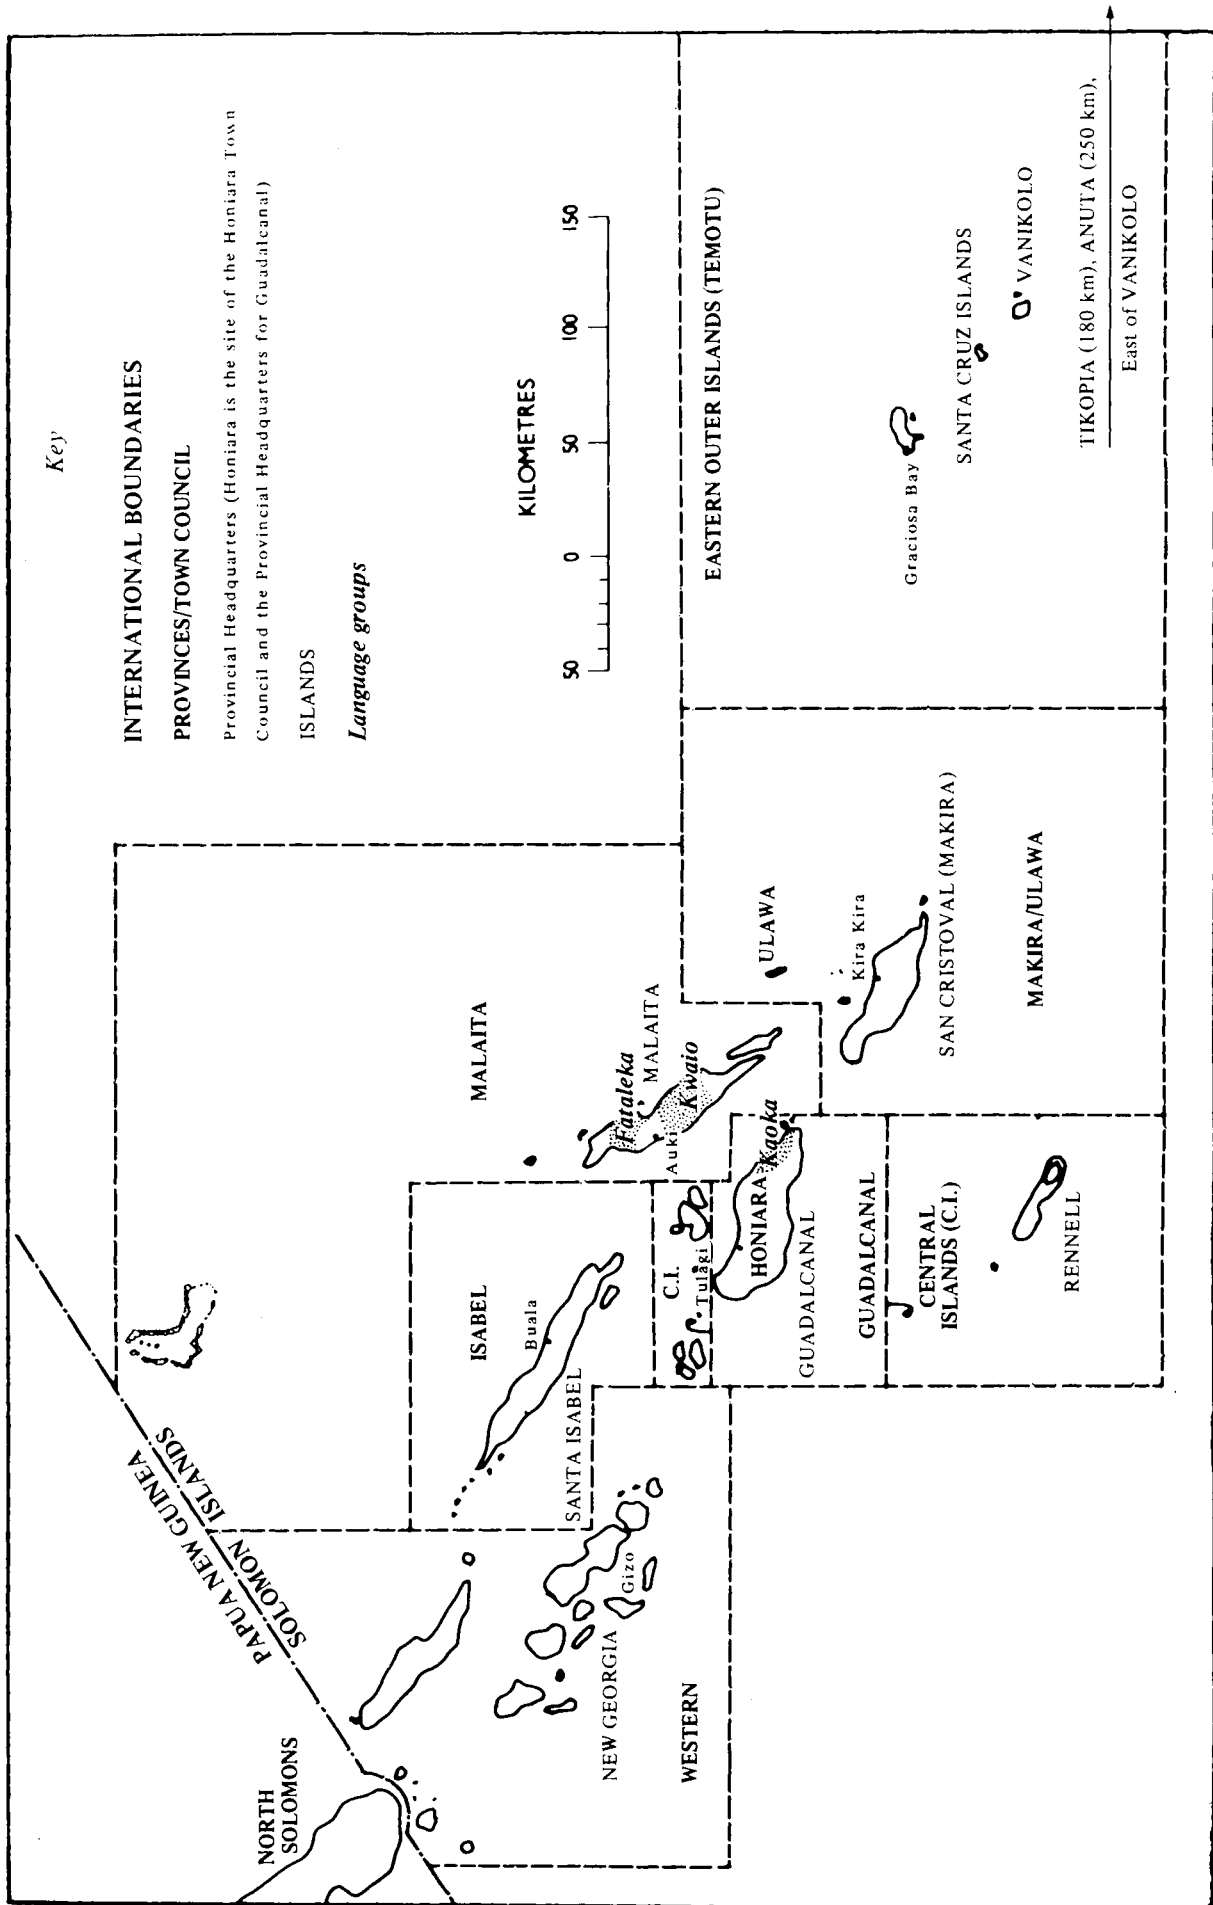 Key
INTERNATIONAL BOUNDARIES
PROVINCES/TOWN COUNCIL
Provincial Headquarters (Honiara is the site of the Honiara Town
Council and the Provincial Headquarters for Guadalcanal)
ISLANDS
Language groups
KILOMETRES
50 0 50 100 150
NORTH
SOLOMONS
PAPUA NEW GUINEA
SOLOMON ISLANDS
NEW GEORGIA
Gizo
WESTERN
ISABEL
Buala
SANTA ISABEL
MALAITA
Fataleka
MALAITA
Kwaio
Auki
C.I.
Tulagi
HONIARA
Kaoka
GUADALCANAL
GUADALCANAL
CENTRAL
ISLANDS (C.I.)
RENNELL
ULAWA
Kira Kira
SAN CRISTOVAL (MAKIRA)
MAKIRA/ULAWA
EASTERN OUTER ISLANDS (TEMOTU)
Graciosa Bay
SANTA CRUZ ISLANDS
VANIKOLO
TIKOPIA (180 km), ANUTA (250 km),
East of VANIKOLO